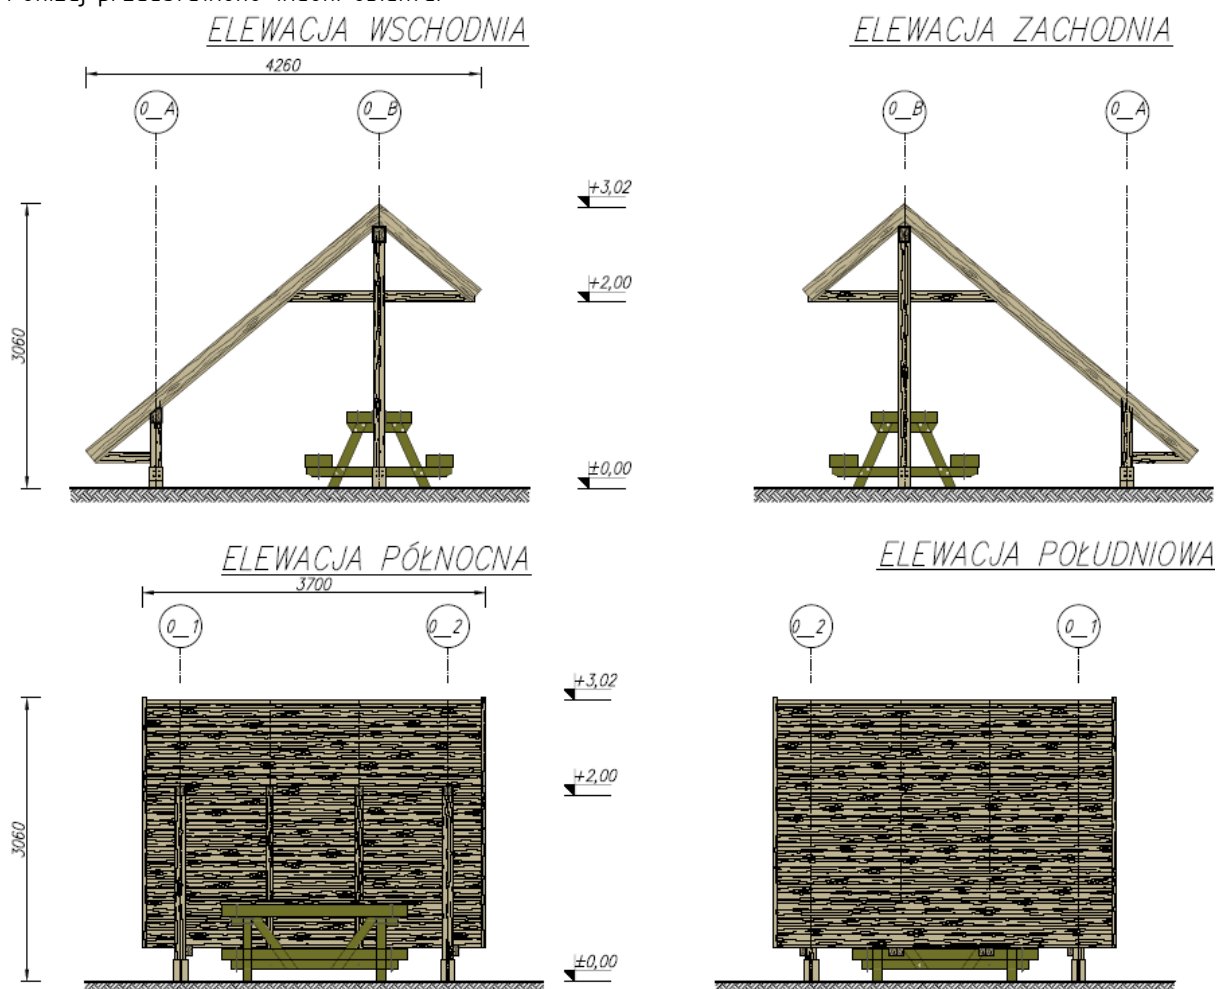 ELEWACJA WSCHODNIA
4260
0_A
0_B
+3,02
+2,00
±0,00
3060
ELEWACJA ZACHODNIA
0_B
0_A
ELEWACJA PÓŁNOCNA
3700
0_1
0_2
+3,02
+2,00
±0,00
3060
ELEWACJA POŁUDNIOWA
0_2
0_1